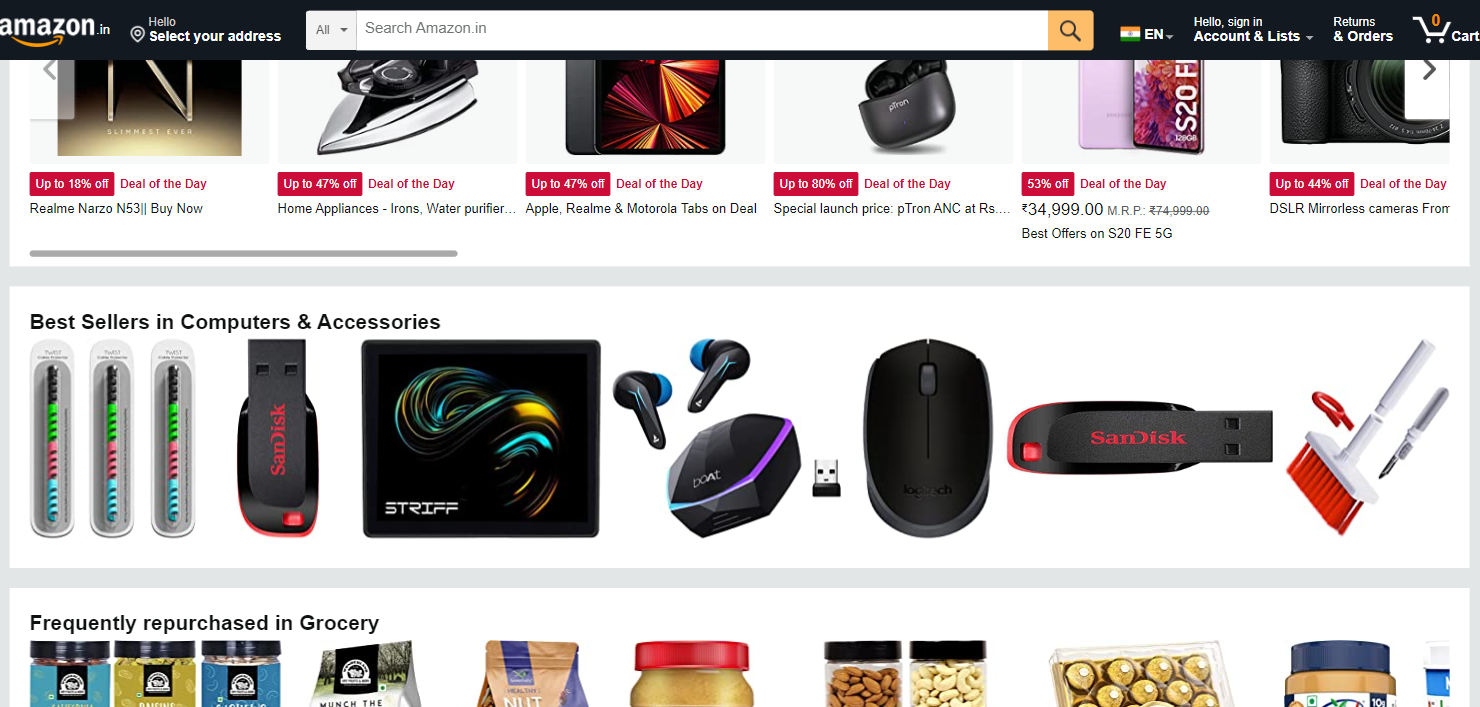 amazon.in
Hello
Select your address
All
Search Amazon.in
EN
Hello, sign in
Account & Lists
Returns
& Orders
0
Cart
N
SLIMMEST EVER
pTron
S20 F
128GB
Up to 18% off Deal of the Day
Realme Narzo N53|| Buy Now
Up to 47% off Deal of the Day
Home Appliances - Irons, Water purifier...
Up to 47% off Deal of the Day
Apple, Realme & Motorola Tabs on Deal
Up to 80% off Deal of the Day
Special launch price: pTron ANC at Rs....
53% off Deal of the Day
₹34,999.00 M.R.P.: ₹74,999.00
Best Offers on S20 FE 5G
Up to 44% off Deal of the Day
DSLR Mirrorless cameras From
Best Sellers in Computers & Accessories
TWIST
TWIST
TWIST
SanDisk
STRIFF
boAt
logitech
SanDisk
Frequently repurchased in Grocery
MUNCH THE
HEALTHY
NUT